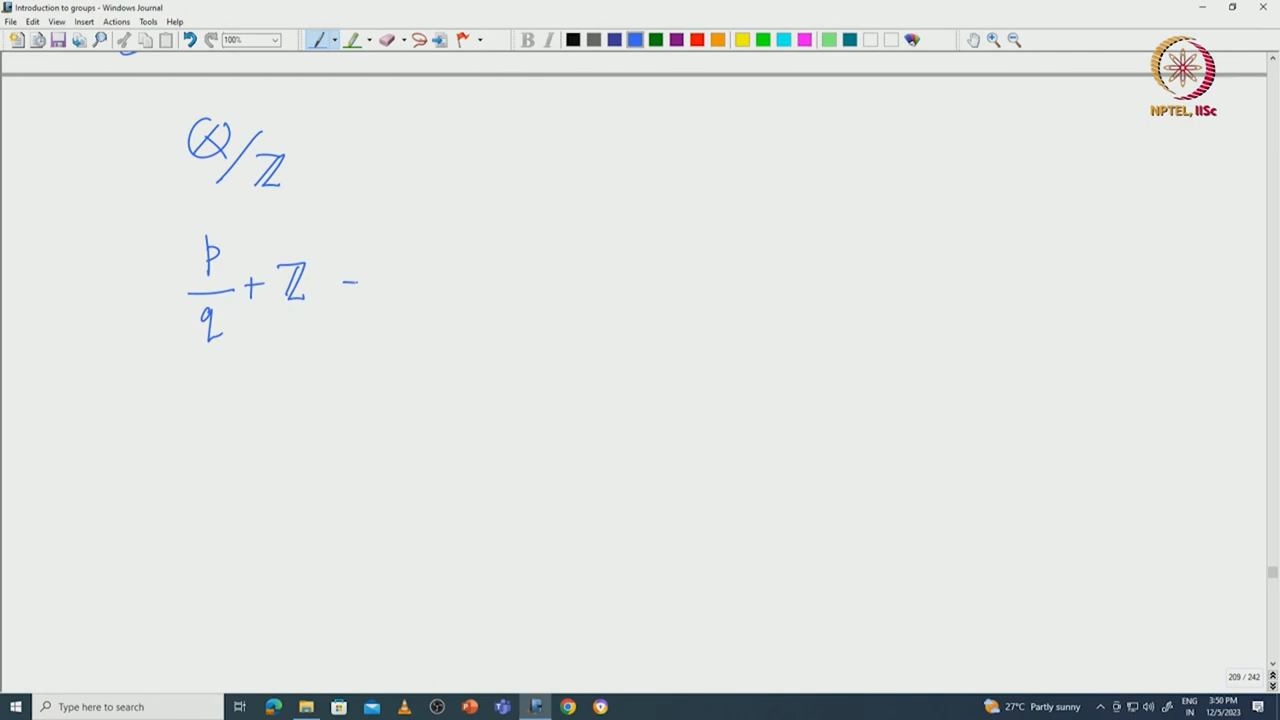 Introduction to groups - Windows Journal
File Edit View Insert Actions Tools Help
100%
B I
NPTEL, IISc
ℚ/ℤ
p/q + ℤ -
209 / 242
Type here to search
27°C Partly sunny
ENG
IN
3:50 PM
12/5/2023